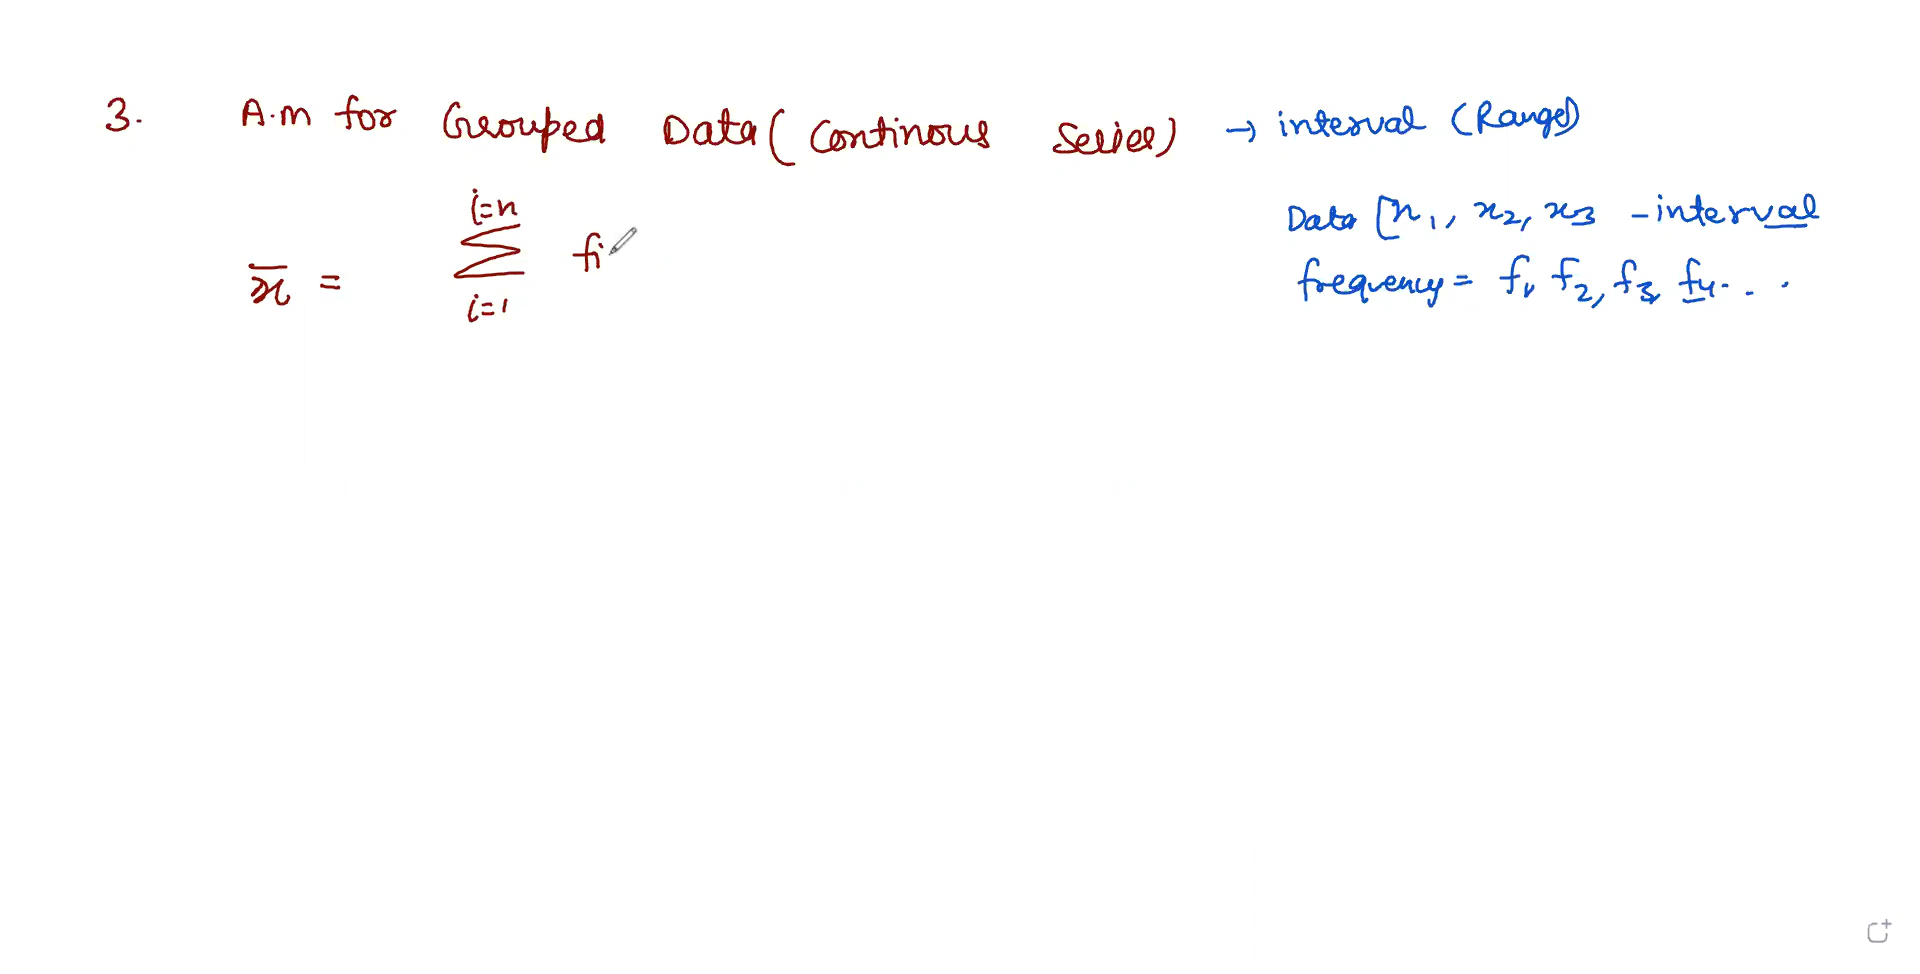 3. A.m for Grouped Data (Continous Series) → interval (Range)
Data [x1, x2, x3 - interval
frequency = f1 f2, f3, f4 . . .
i=n
x̄ = Σ fi
i=1